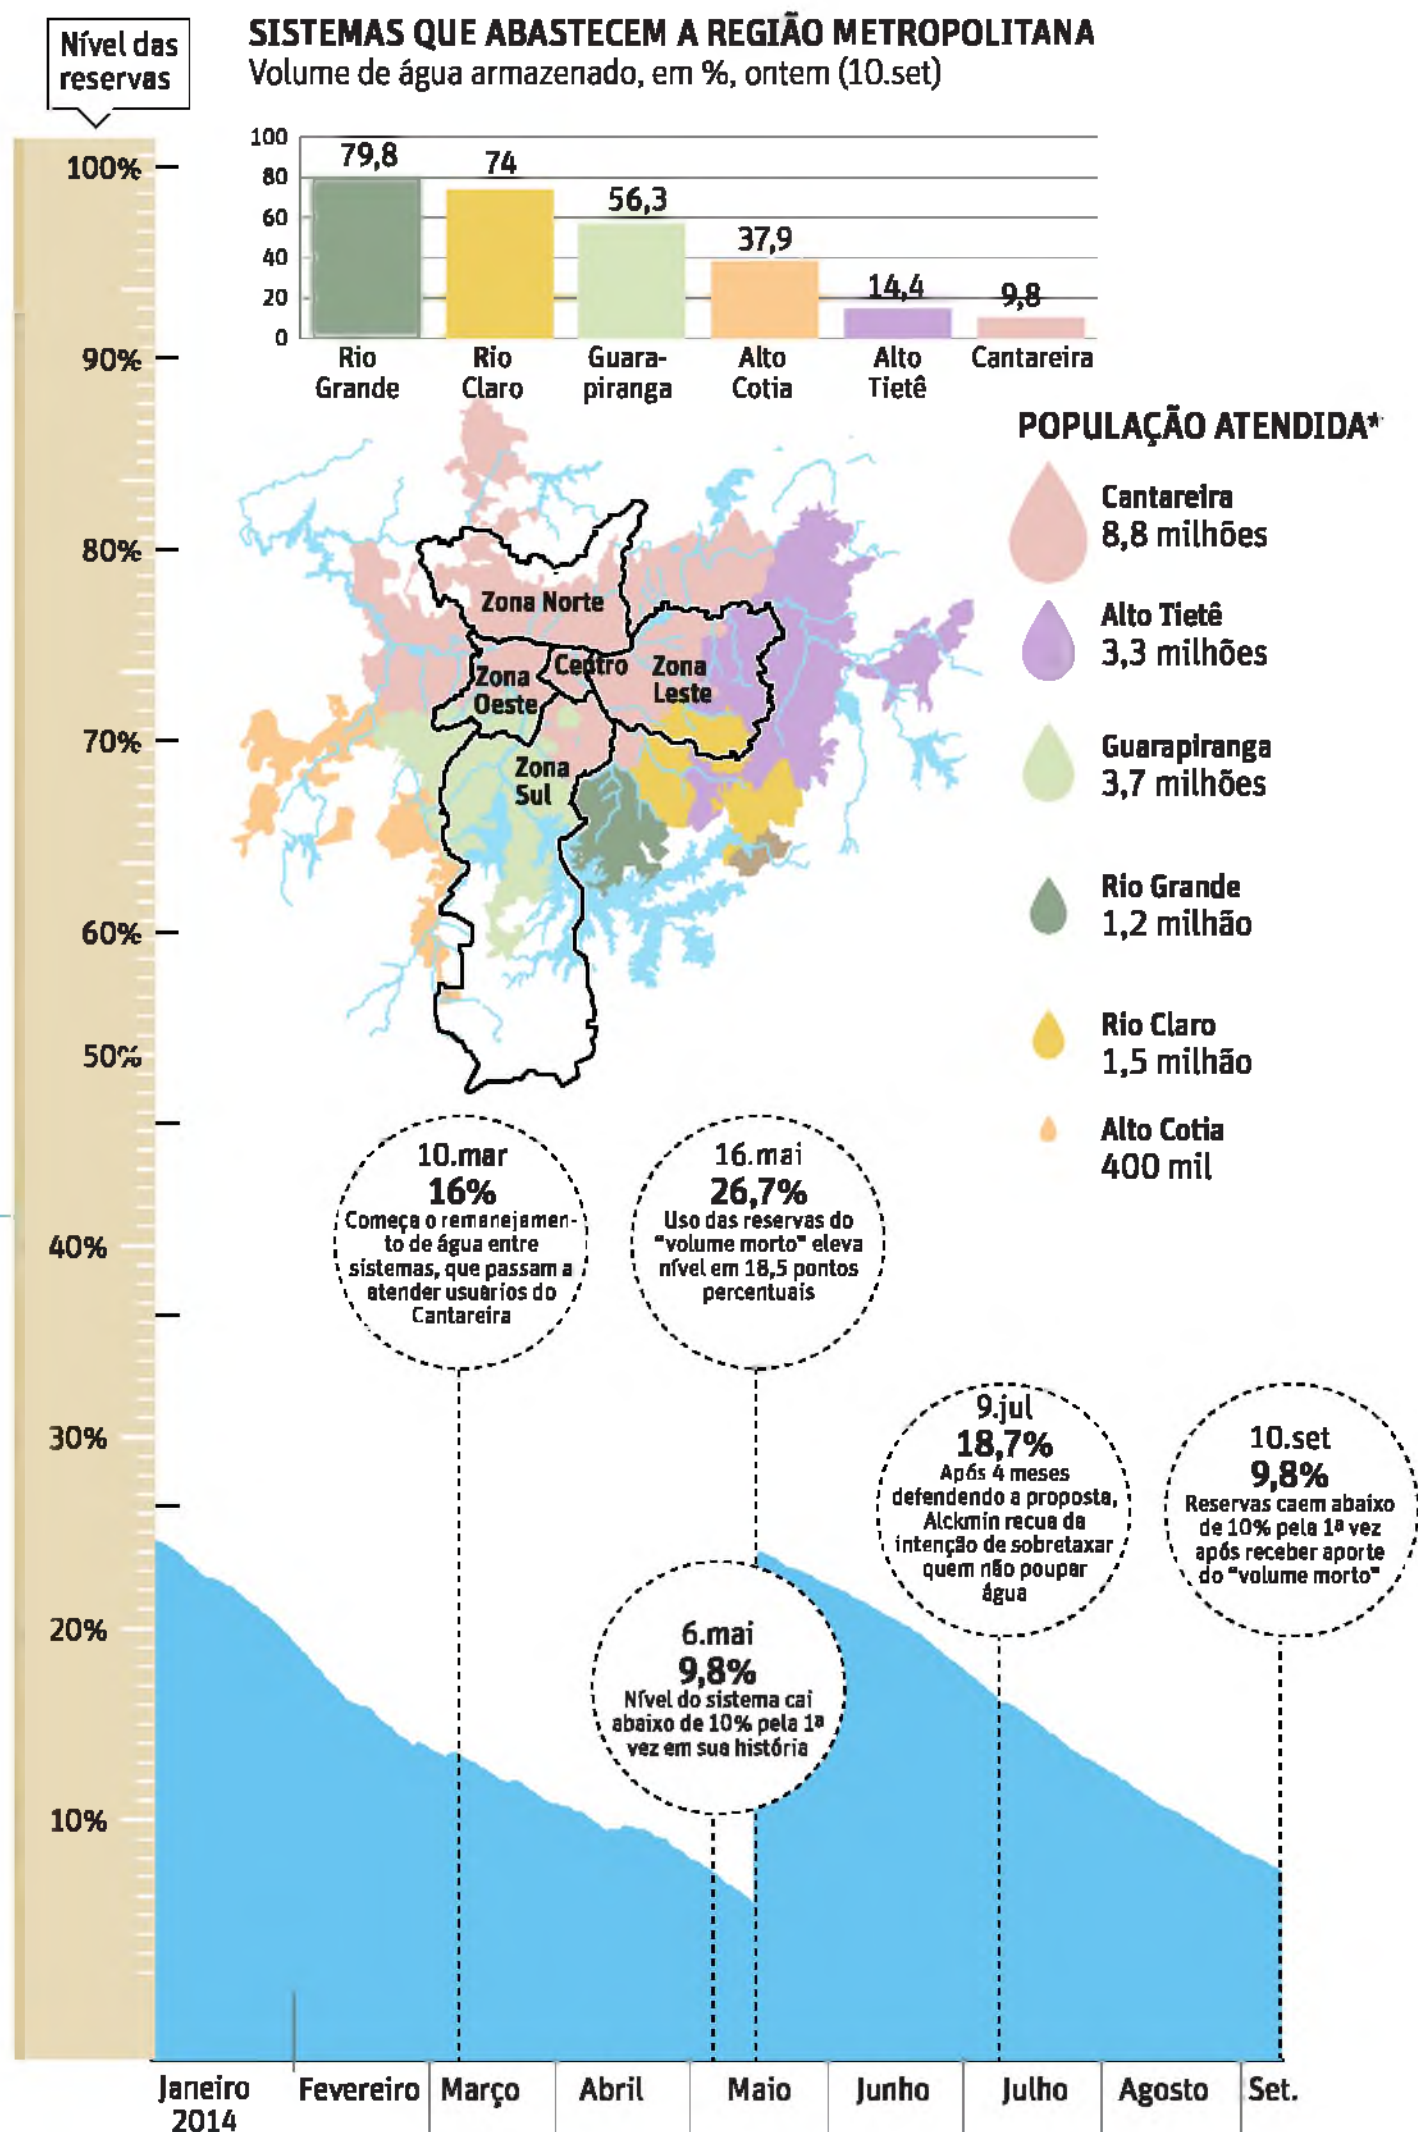 Nível das
reservas
SISTEMAS QUE ABASTECEM A REGIÃO METROPOLITANA
Volume de água armazenado, em %, ontem (10.set)
100
80
60
40
20
0
79,8
74
56,3
37,9
14,4
9,8
Rio
Grande
Rio
Claro
Guara-
piranga
Alto
Cotia
Alto
Tietê
Cantareira
100%
90%
80%
70%
60%
50%
40%
30%
20%
10%
Zona Norte
Zona
Oeste
Centro
Zona
Leste
Zona
Sul
POPULAÇÃO ATENDIDA*
Cantareira
8,8 milhões
Alto Tietê
3,3 milhões
Guarapiranga
3,7 milhões
Rio Grande
1,2 milhão
Rio Claro
1,5 milhão
Alto Cotia
400 mil
10.mar
16%
Começa o remanejamen-
to de água entre
sistemas, que passam a
atender usuários do
Cantareira
16.mai
26,7%
Uso das reservas do
"volume morto" eleva
nível em 18,5 pontos
percentuais
6.mai
9,8%
Nível do sistema cai
abaixo de 10% pela 1ª
vez em sua história
9.jul
18,7%
Após 4 meses
defendendo a proposta,
Alckmin recua da
intenção de sobretaxar
quem não poupar
água
10.set
9,8%
Reservas caem abaixo
de 10% pela 1ª vez
após receber aporte
do "volume morto"
Janeiro
2014
Fevereiro
Março
Abril
Maio
Junho
Julho
Agosto
Set.